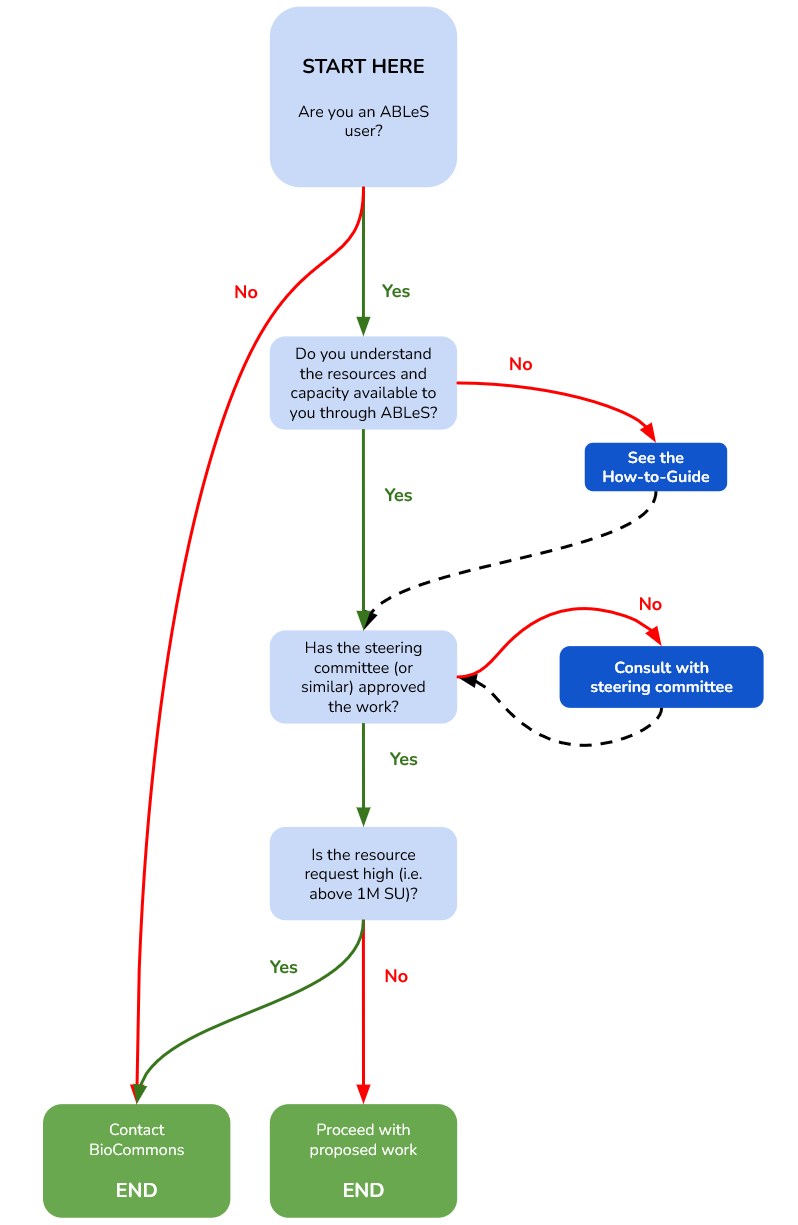 START HERE
Are you an ABLeS
user?
No
Yes
Do you understand
the resources and
capacity available to
you through ABLeS?
No
See the
How-to-Guide
Yes
Has the steering
committee (or
similar) approved
the work?
No
Consult with
steering committee
Yes
Is the resource
request high (i.e.
above 1M SU)?
Yes
No
Contact
BioCommons
END
Proceed with
proposed work
END